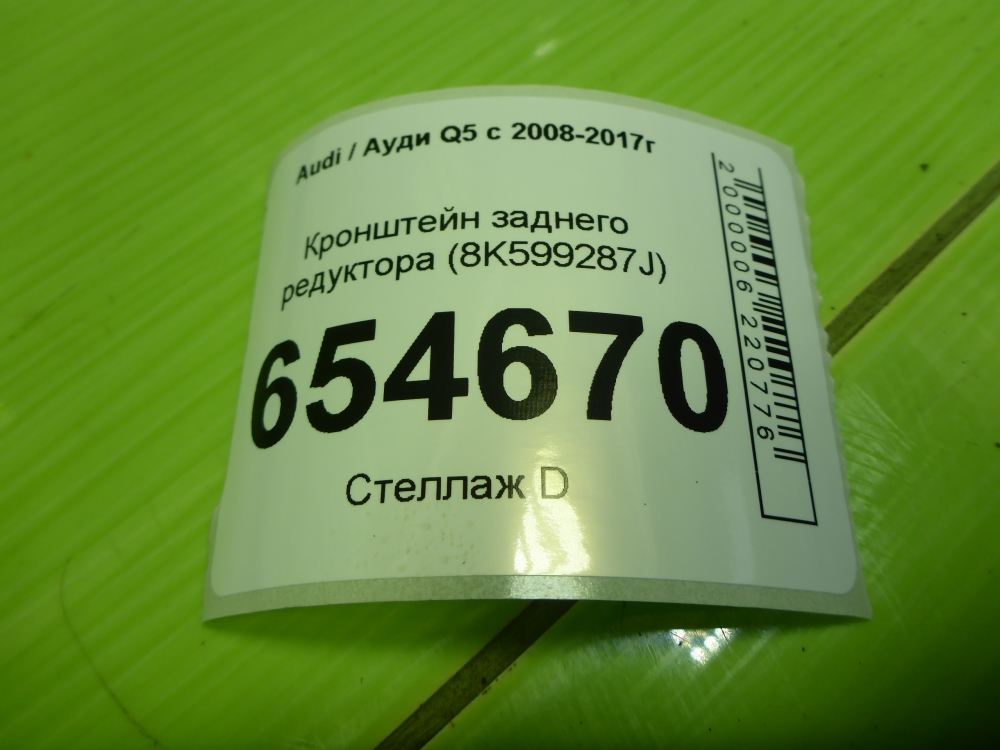 Audi / Ауди Q5 с 2008-2017г
Кронштейн заднего
редуктора (8K599287J)
654670
Стеллаж D
2000006220776